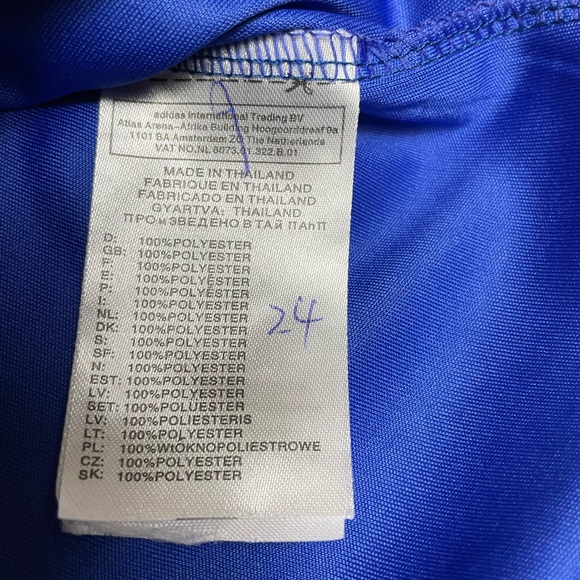 adidas International Trading BV
Atlas Arena-Afrika Building Hoogoorddreef 9a
1101 BA Amsterdam ZO The Netherlands
VAT NO.NL 8073.01.322.B.01
MADE IN THAILAND
FABRIQUE EN THAILAND
FABRICADO EN THAILAND
GYARTVA: THAILAND
ПРОИЗВЕДЕНО В ТАЙ ПАhП
D: 100%POLYESTER
GB: 100%POLYESTER
F: 100%POLYESTER
E: 100%POLYESTER
P: 100%POLYESTER
I: 100%POLYESTER
NL: 100%POLYESTER
DK: 100%POLYESTER
S: 100%POLYESTER
SF: 100%POLYESTER
N: 100%POLYESTER
EST: 100%POLYESTER
LV: 100%POLYESTER
SET: 100%POLUESTER
LV: 100%POLIESTERIS
LT: 100%POLYESTER
PL: 100%WŁOKNOPOLIESTROWE
CZ: 100%POLYESTER
SK: 100%POLYESTER
24